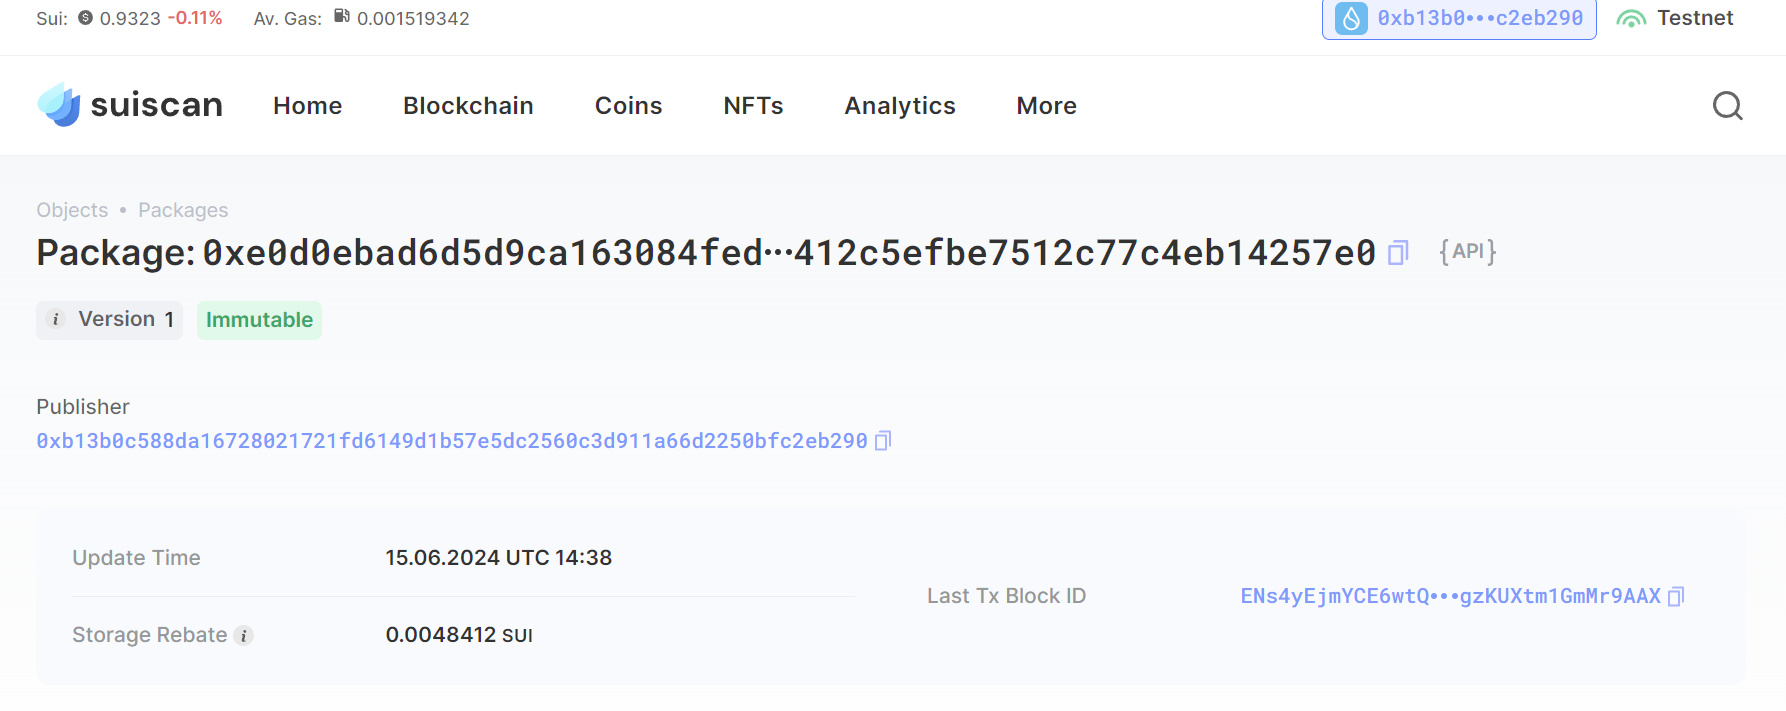 Sui: 0.9323 -0.11% Av. Gas: 0.001519342 0xb13b0•••c2eb290 Testnet
suiscan Home Blockchain Coins NFTs Analytics More
Objects • Packages
Package: 0xe0d0ebad6d5d9ca163084fed···412c5efbe7512c77c4eb14257e0 {API}
i Version 1 Immutable
Publisher
0xb13b0c588da16728021721fd6149d1b57e5dc2560c3d911a66d2250bfc2eb290
Update Time 15.06.2024 UTC 14:38
Last Tx Block ID ENs4yEjmYCE6wtQ•••gzKUXtm1GmMr9AAX
Storage Rebate i 0.0048412 SUI